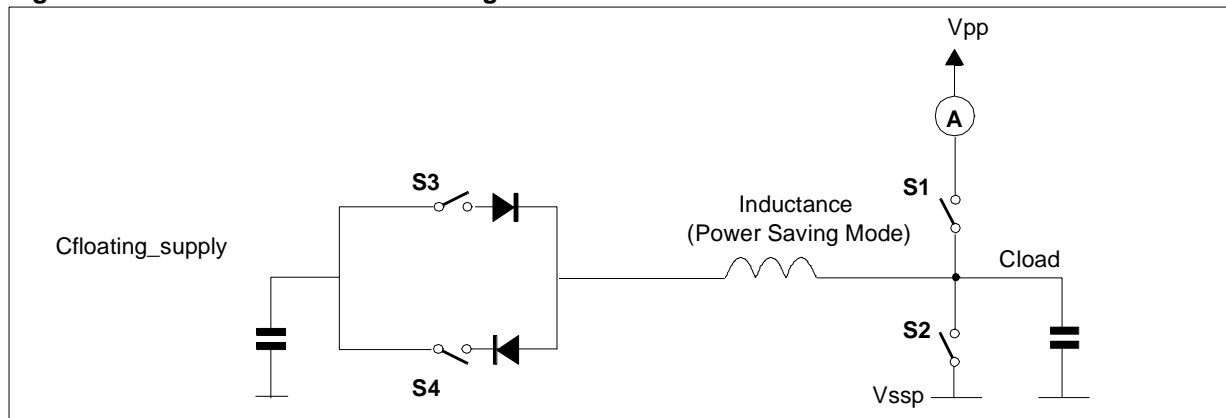 Vpp
A
S3
S1
Inductance
(Power Saving Mode)
Cfloating_supply
Cload
S2
S4
Vssp